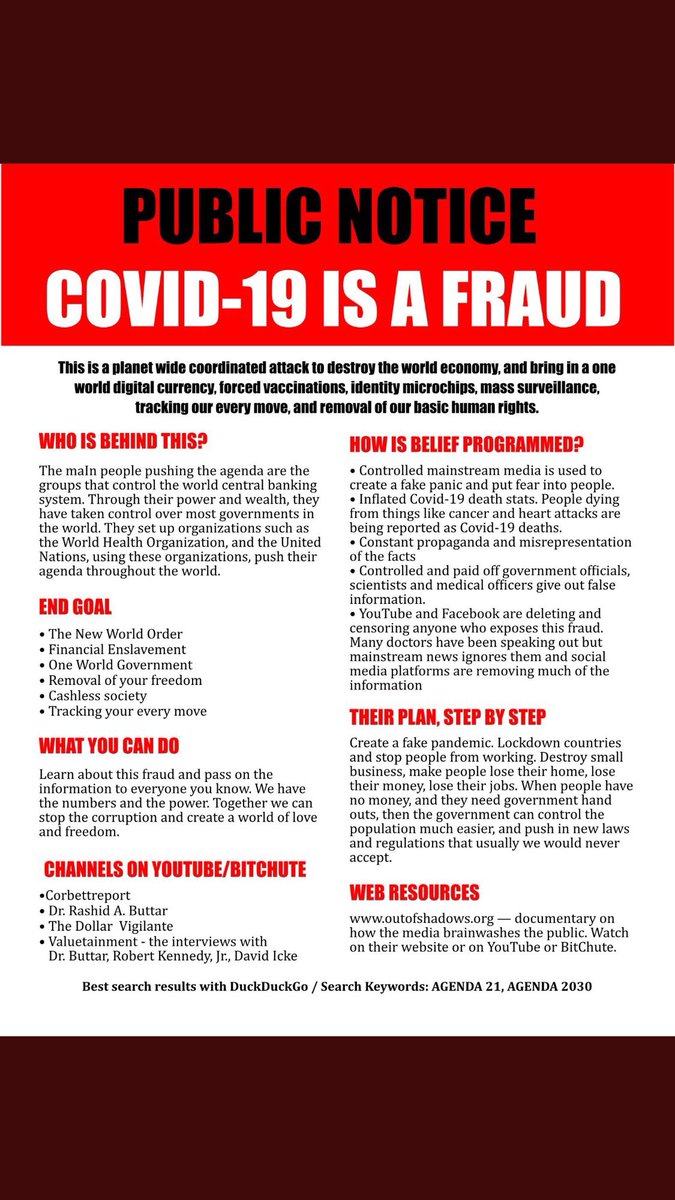 PUBLIC NOTICE
COVID-19 IS A FRAUD
This is a planet wide coordinated attack to destroy the world economy, and bring in a one
world digital currency, forced vaccinations, identity microchips, mass surveillance,
tracking our every move, and removal of our basic human rights.
WHO IS BEHIND THIS?
The maIn people pushing the agenda are the
groups that control the world central banking
system. Through their power and wealth, they
have taken control over most governments in
the world. They set up organizations such as
the World Health Organization, and the United
Nations, using these organizations, push their
agenda throughout the world.
END GOAL
• The New World Order
• Financial Enslavement
• One World Government
• Removal of your freedom
• Cashless society
• Tracking your every move
WHAT YOU CAN DO
Learn about this fraud and pass on the
information to everyone you know. We have
the numbers and the power. Together we can
stop the corruption and create a world of love
and freedom.
CHANNELS ON YOUTUBE/BITCHUTE
•Corbettreport
• Dr. Rashid A. Buttar
• The Dollar Vigilante
• Valuetainment - the interviews with
Dr. Buttar, Robert Kennedy, Jr., David Icke
HOW IS BELIEF PROGRAMMED?
• Controlled mainstream media is used to
create a fake panic and put fear into people.
• Inflated Covid-19 death stats. People dying
from things like cancer and heart attacks are
being reported as Covid-19 deaths.
• Constant propaganda and misrepresentation
of the facts
• Controlled and paid off government officials,
scientists and medical officers give out false
information.
• YouTube and Facebook are deleting and
censoring anyone who exposes this fraud.
Many doctors have been speaking out but
mainstream news ignores them and social
media platforms are removing much of the
information
THEIR PLAN, STEP BY STEP
Create a fake pandemic. Lockdown countries
and stop people from working. Destroy small
business, make people lose their home, lose
their money, lose their jobs. When people have
no money, and they need government hand
outs, then the government can control the
population much easier, and push in new laws
and regulations that usually we would never
accept.
WEB RESOURCES
www.outofshadows.org — documentary on
how the media brainwashes the public. Watch
on their website or on YouTube or BitChute.
Best search results with DuckDuckGo / Search Keywords: AGENDA 21, AGENDA 2030